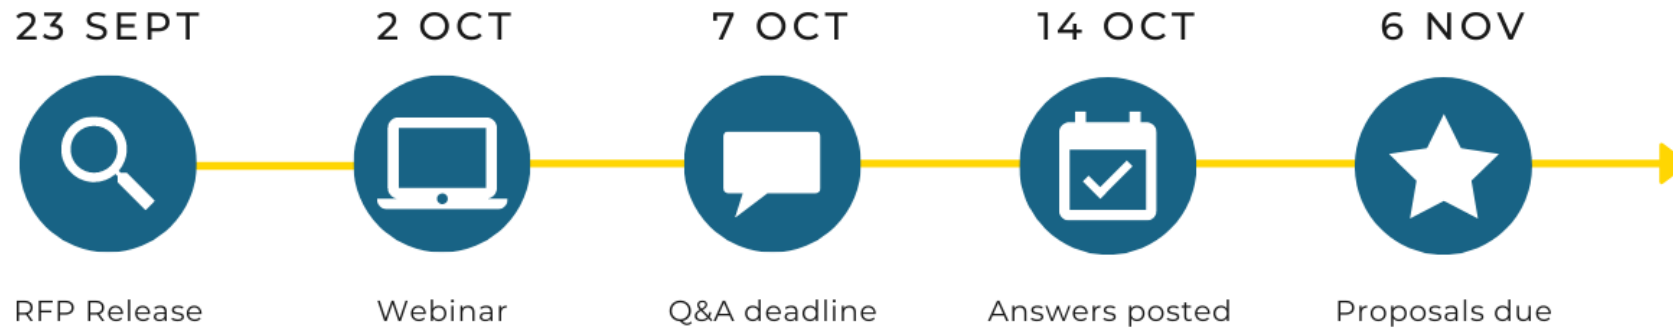 23 SEPT
2 OCT
7 OCT
14 OCT
6 NOV
RFP Release
Webinar
Q&A deadline
Answers posted
Proposals due